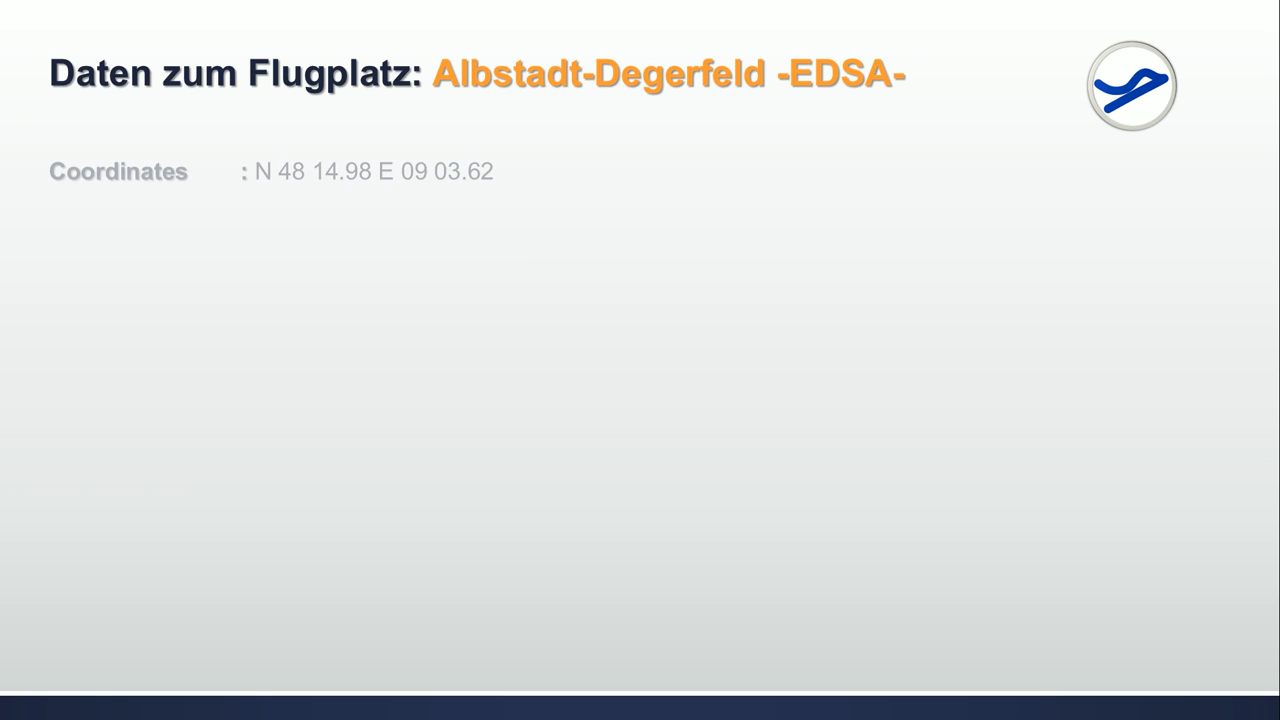 Daten zum Flugplatz: Albstadt-Degerfeld -EDSA-
Coordinates : N 48 14.98 E 09 03.62